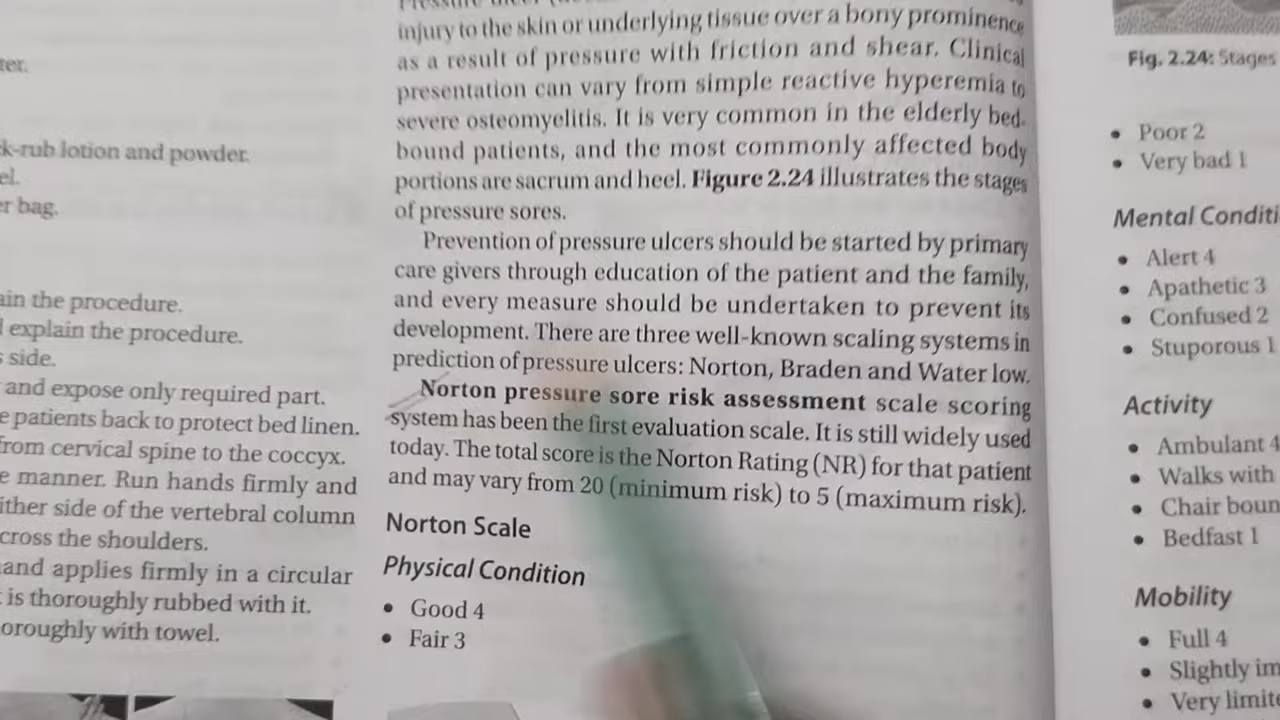 ter.
k-rub lotion and powder.
el.
er bag.
ain the procedure.
explain the procedure.
side.
and expose only required part.
e patients back to protect bed linen.
from cervical spine to the coccyx.
e manner. Run hands firmly and
ither side of the vertebral column
cross the shoulders.
and applies firmly in a circular
is thoroughly rubbed with it.
oroughly with towel.
injury to the skin or underlying tissue over a bony prominence
as a result of pressure with friction and shear. Clinical
presentation can vary from simple reactive hyperemia to
severe osteomyelitis. It is very common in the elderly bed-
bound patients, and the most commonly affected body
portions are sacrum and heel. Figure 2.24 illustrates the stages
of pressure sores.
Prevention of pressure ulcers should be started by primary
care givers through education of the patient and the family,
and every measure should be undertaken to prevent its
development. There are three well-known scaling systems in
prediction of pressure ulcers: Norton, Braden and Water low.
Norton pressure sore risk assessment scale scoring
system has been the first evaluation scale. It is still widely used
today. The total score is the Norton Rating (NR) for that patient
and may vary from 20 (minimum risk) to 5 (maximum risk).
Norton Scale
Physical Condition
• Good 4
• Fair 3
Fig. 2.24: Stages
• Poor 2
• Very bad 1
Mental Conditi
• Alert 4
• Apathetic 3
• Confused 2
• Stuporous 1
Activity
• Ambulant 4
• Walks with
• Chair boun
• Bedfast 1
Mobility
• Full 4
• Slightly im
• Very limite